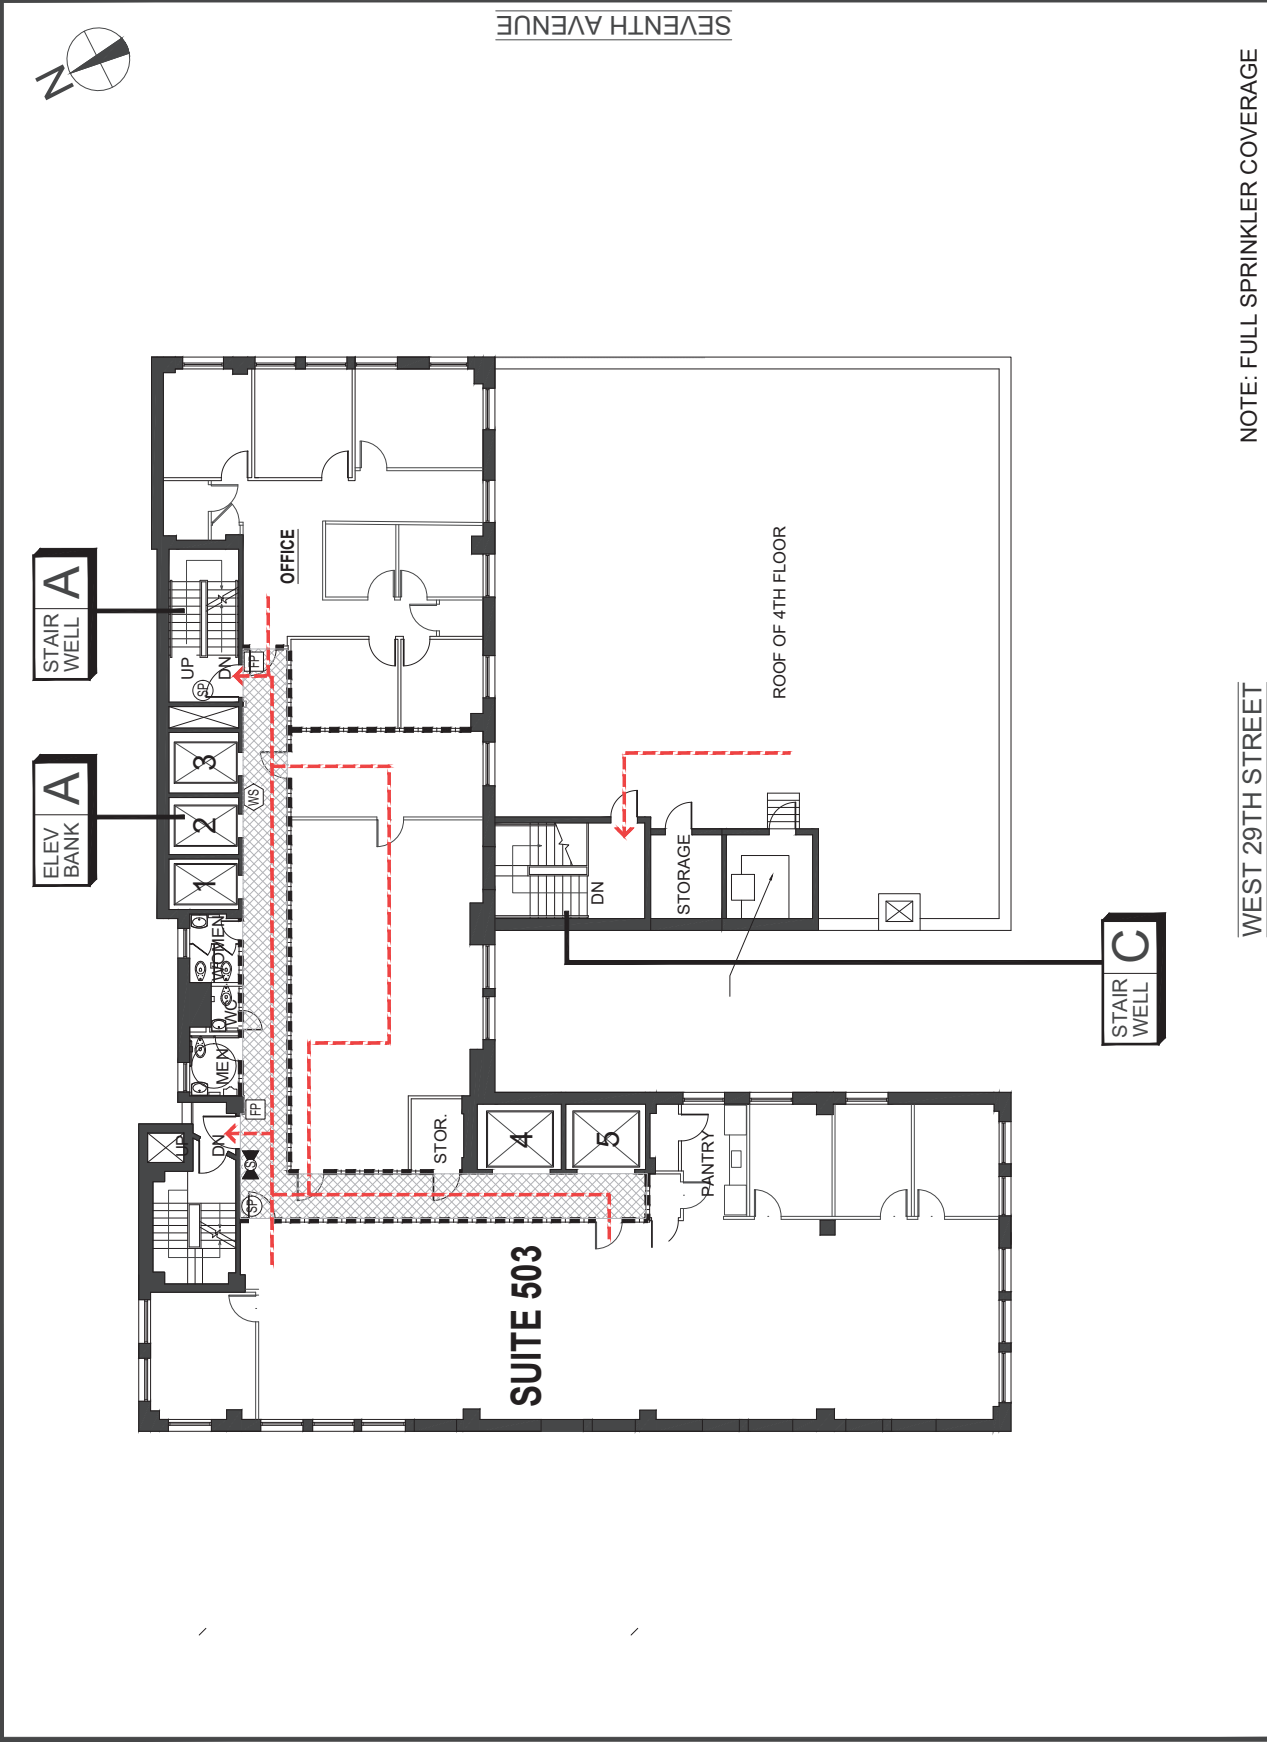 SEVENTH AVENUE
N
NOTE: FULL SPRINKLER COVERAGE
WEST 29TH STREET
STAIR
WELL
A
ELEV
BANK
A
STAIR
WELL
C
OFFICE
UP
DN
SP
FP
3
2
1
WS
WOMEN
WC
MEN
FP
UP
DN
S
SP
STOR.
4
5
PANTRY
SUITE 503
ROOF OF 4TH FLOOR
DN
STORAGE